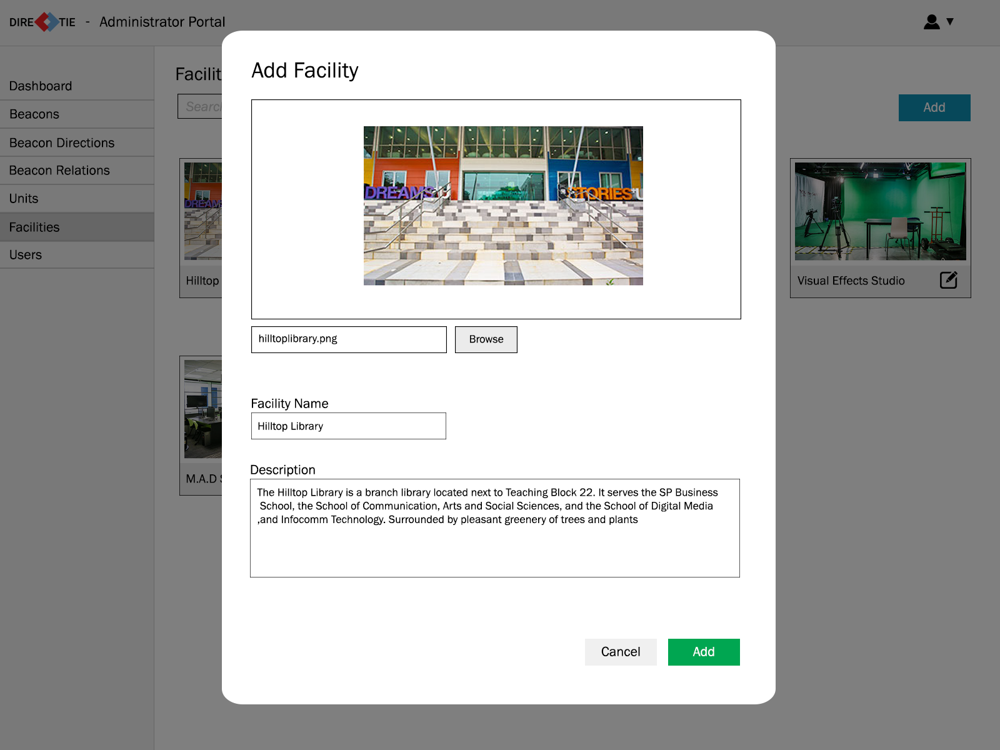 DIRE TIE - Administrator Portal
▼
Dashboard
Beacons
Beacon Directions
Beacon Relations
Units
Facilities
Users
Facilit
Search
Add
DREAM
Hilltop
Visual Effects Studio
M.A.D S
Add Facility
DREAMS U STORIES U
hilltoplibrary.png
Browse
Facility Name
Hilltop Library
Description
The Hilltop Library is a branch library located next to Teaching Block 22. It serves the SP Business
School, the School of Communication, Arts and Social Sciences, and the School of Digital Media
,and Infocomm Technology. Surrounded by pleasant greenery of trees and plants
Cancel
Add